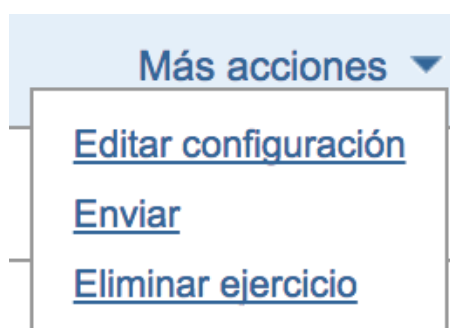 Más acciones
Editar configuración
Enviar
Eliminar ejercicio